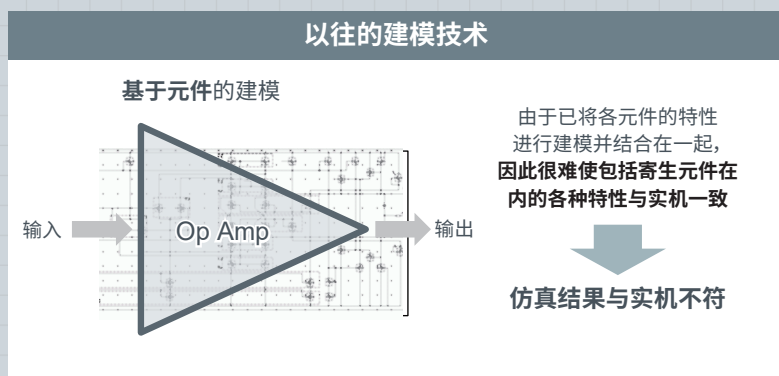 以往的建模技术
基于元件的建模
输入
Op Amp
输出
由于已将各元件的特性
进行建模并结合在一起，
因此很难使包括寄生元件在
内的各种特性与实机一致
仿真结果与实机不符